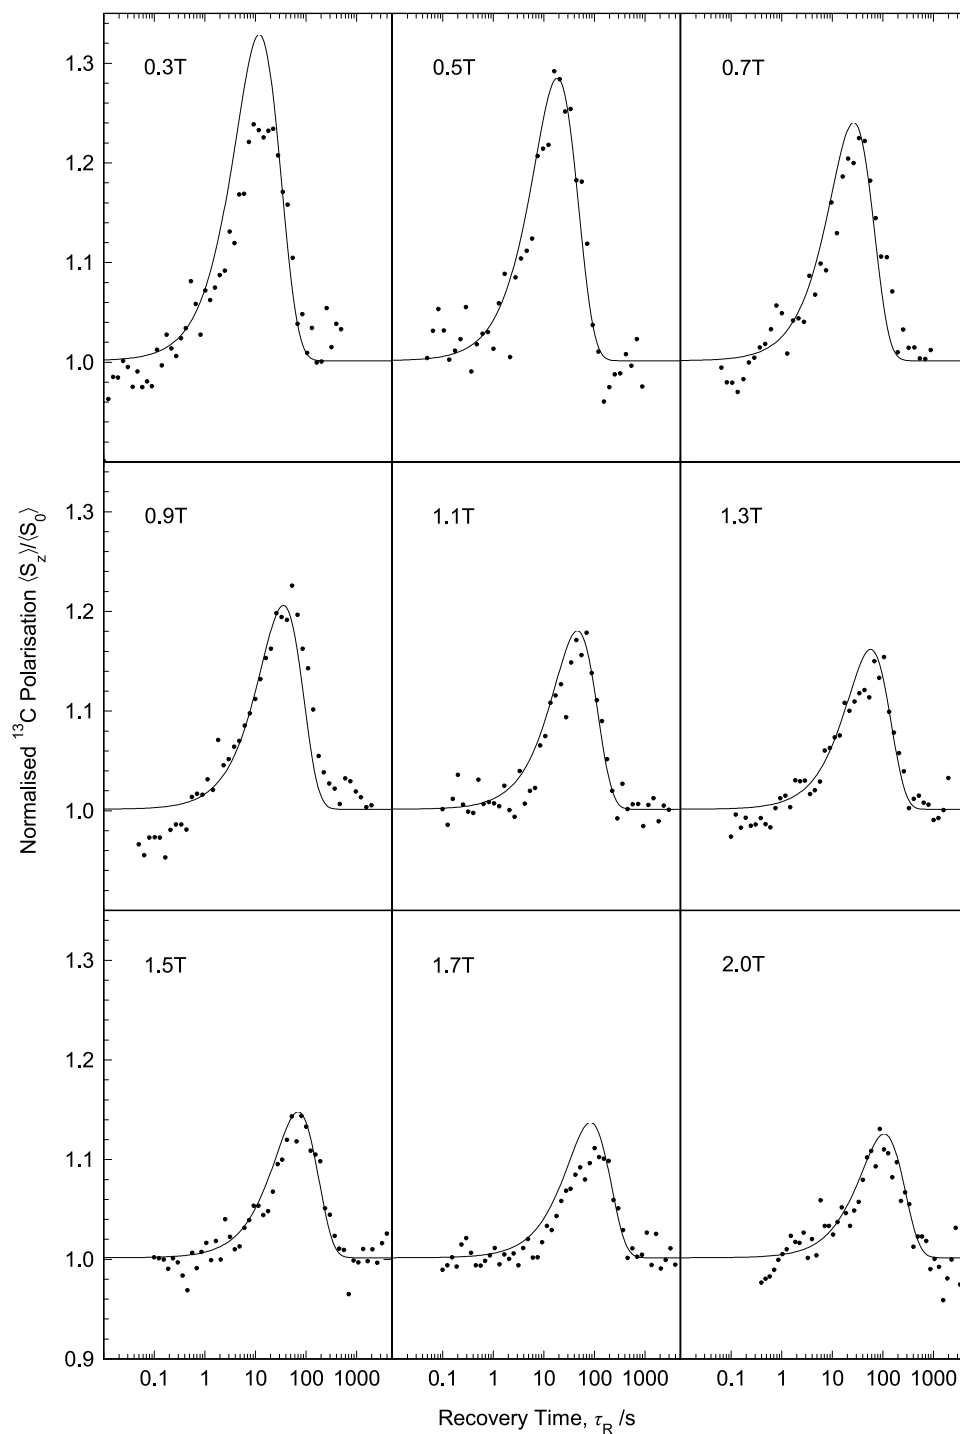 0.3T 0.5T 0.7T
1.3
1.2
1.1
1.0
0.9T 1.1T 1.3T
1.3
1.2
1.1
1.0
Normalised ¹³C Polarisation ⟨S_z⟩/⟨S_0⟩
1.5T 1.7T 2.0T
1.3
1.2
1.1
1.0
0.9
0.1 1 10 100 1000 0.1 1 10 100 1000 0.1 1 10 100 1000
Recovery Time, τ_R /s